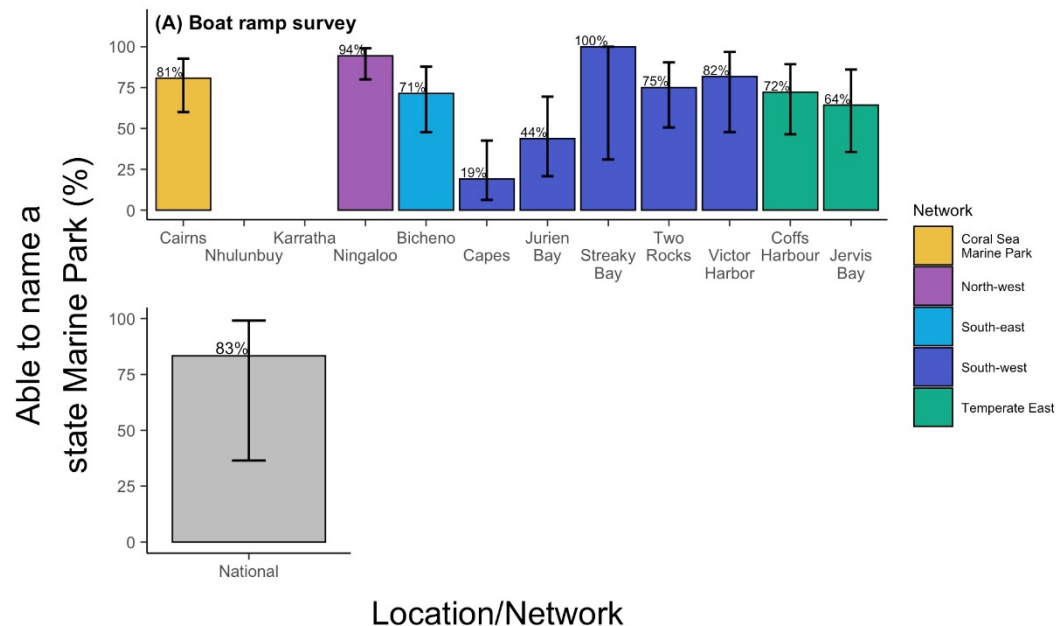 (A) Boat ramp survey
Able to name a
state Marine Park (%)
100
75
50
25
0
81%
94%
71%
19%
44%
100%
75%
82%
72%
64%
Cairns
Nhulunbuy
Karratha
Ningaloo
Bicheno
Capes
Jurien
Bay
Streaky
Bay
Two
Rocks
Victor
Harbor
Coffs
Harbour
Jervis
Bay
Network
Coral Sea
Marine Park
North-west
South-east
South-west
Temperate East
100
75
50
25
0
83%
National
Location/Network